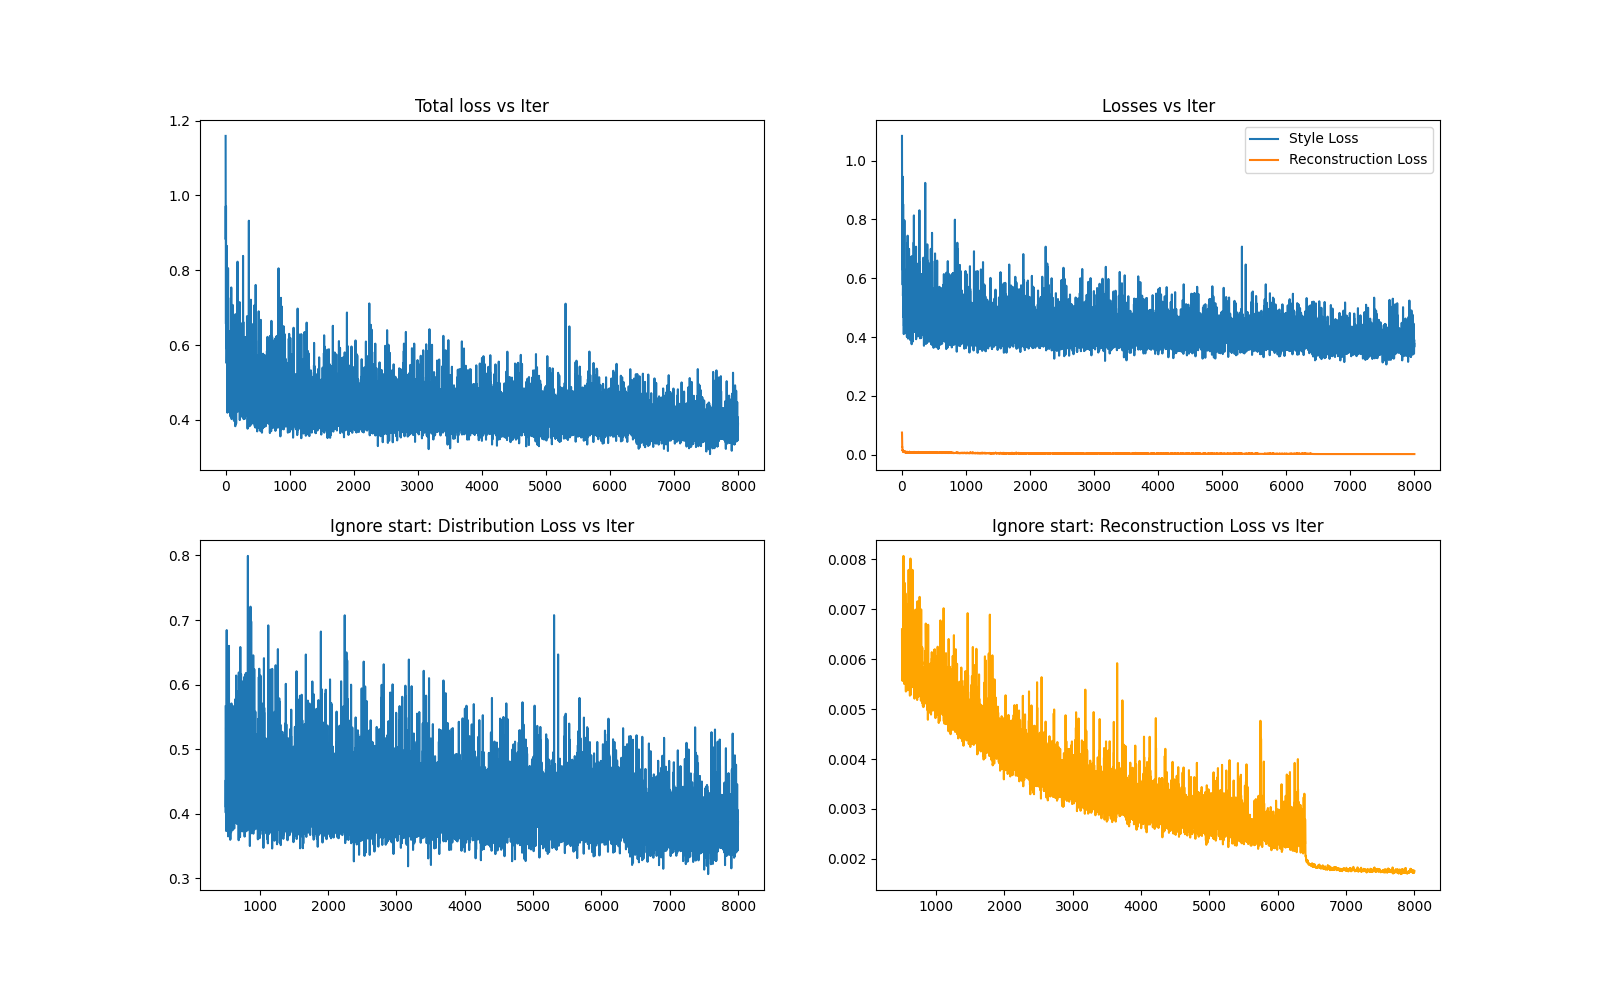 Total loss vs Iter
1.2
1.0
0.8
0.6
0.4
0 1000 2000 3000 4000 5000 6000 7000 8000
Losses vs Iter
Style Loss
Reconstruction Loss
1.0
0.8
0.6
0.4
0.2
0.0
0 1000 2000 3000 4000 5000 6000 7000 8000
Ignore start: Distribution Loss vs Iter
0.8
0.7
0.6
0.5
0.4
0.3
1000 2000 3000 4000 5000 6000 7000 8000
Ignore start: Reconstruction Loss vs Iter
0.008
0.007
0.006
0.005
0.004
0.003
0.002
1000 2000 3000 4000 5000 6000 7000 8000